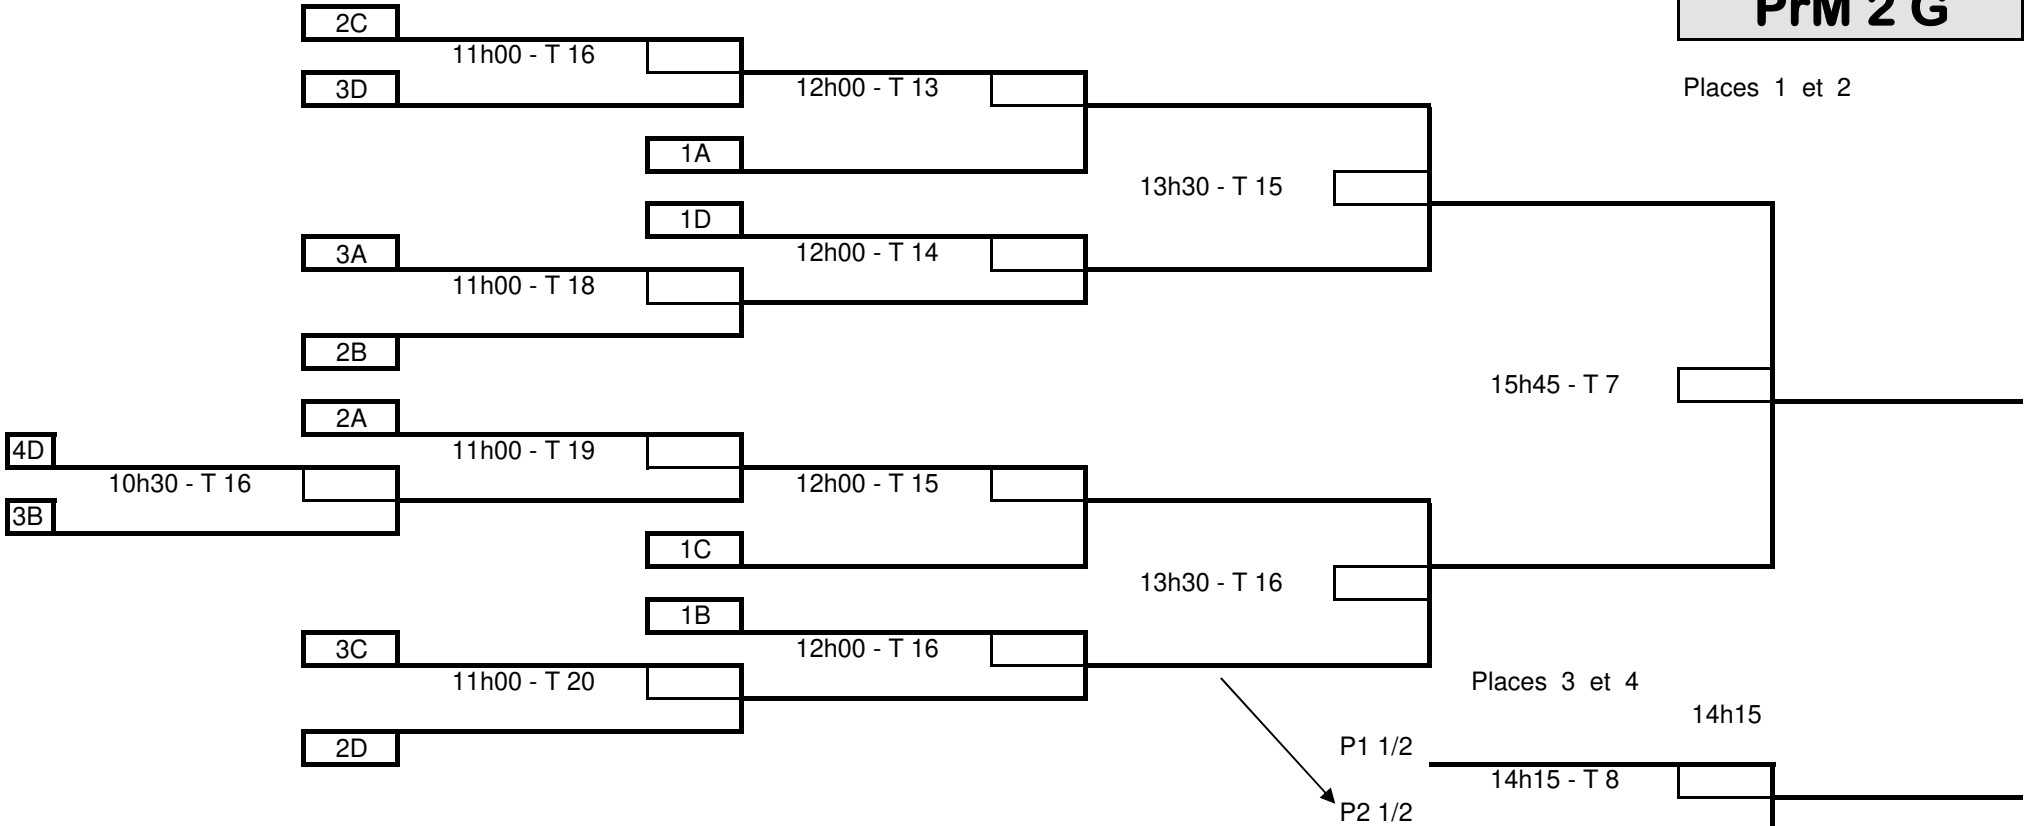 PrM 2 G
2C
11h00 - T 16
3D
12h00 - T 13
Places 1 et 2
1A
13h30 - T 15
1D
3A
12h00 - T 14
11h00 - T 18
2B
15h45 - T 7
2A
4D
11h00 - T 19
10h30 - T 16
12h00 - T 15
3B
1C
13h30 - T 16
1B
3C
12h00 - T 16
11h00 - T 20
Places 3 et 4
14h15
2D
P1 1/2
14h15 - T 8
P2 1/2